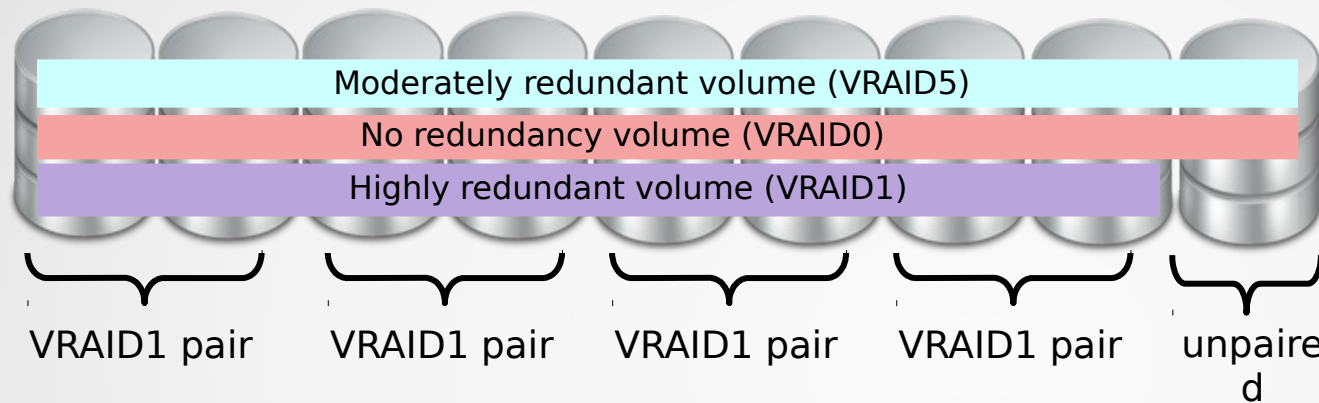 Moderately redundant volume (VRAID5)
No redundancy volume (VRAID0)
Highly redundant volume (VRAID1)
VRAID1 pair
VRAID1 pair
VRAID1 pair
VRAID1 pair
unpaire
d